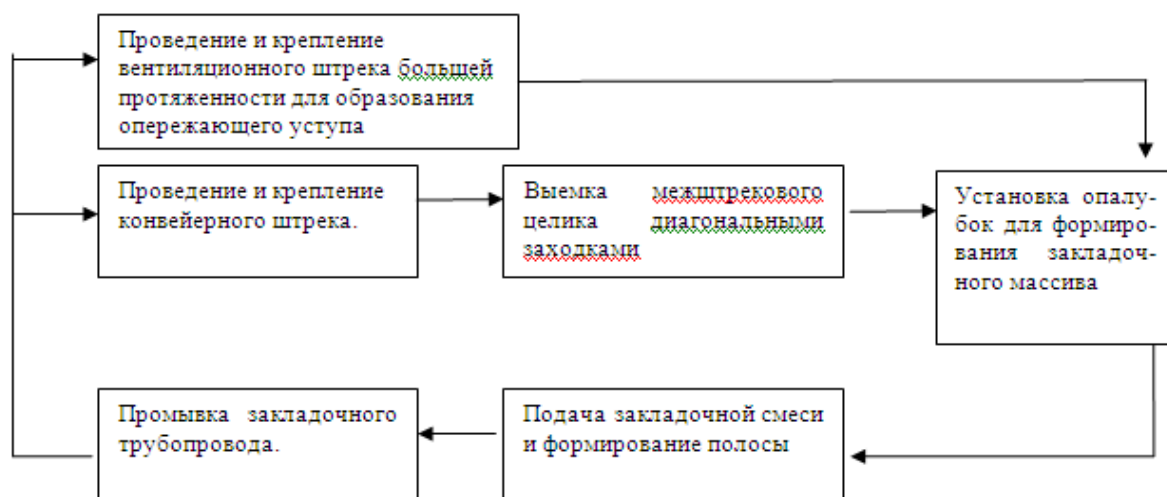 Проведение и крепление
вентиляционного штрека большей
протяженности для образования
опережающего уступа
Проведение и крепление
конвейерного штрека.
Выемка межштрекового
целика диагональными
заходками
Установка опалу-
бок для формиро-
вания закладоч-
ного массива
Промывка закладочного
трубопровода.
Подача закладочной смеси
и формирование полосы